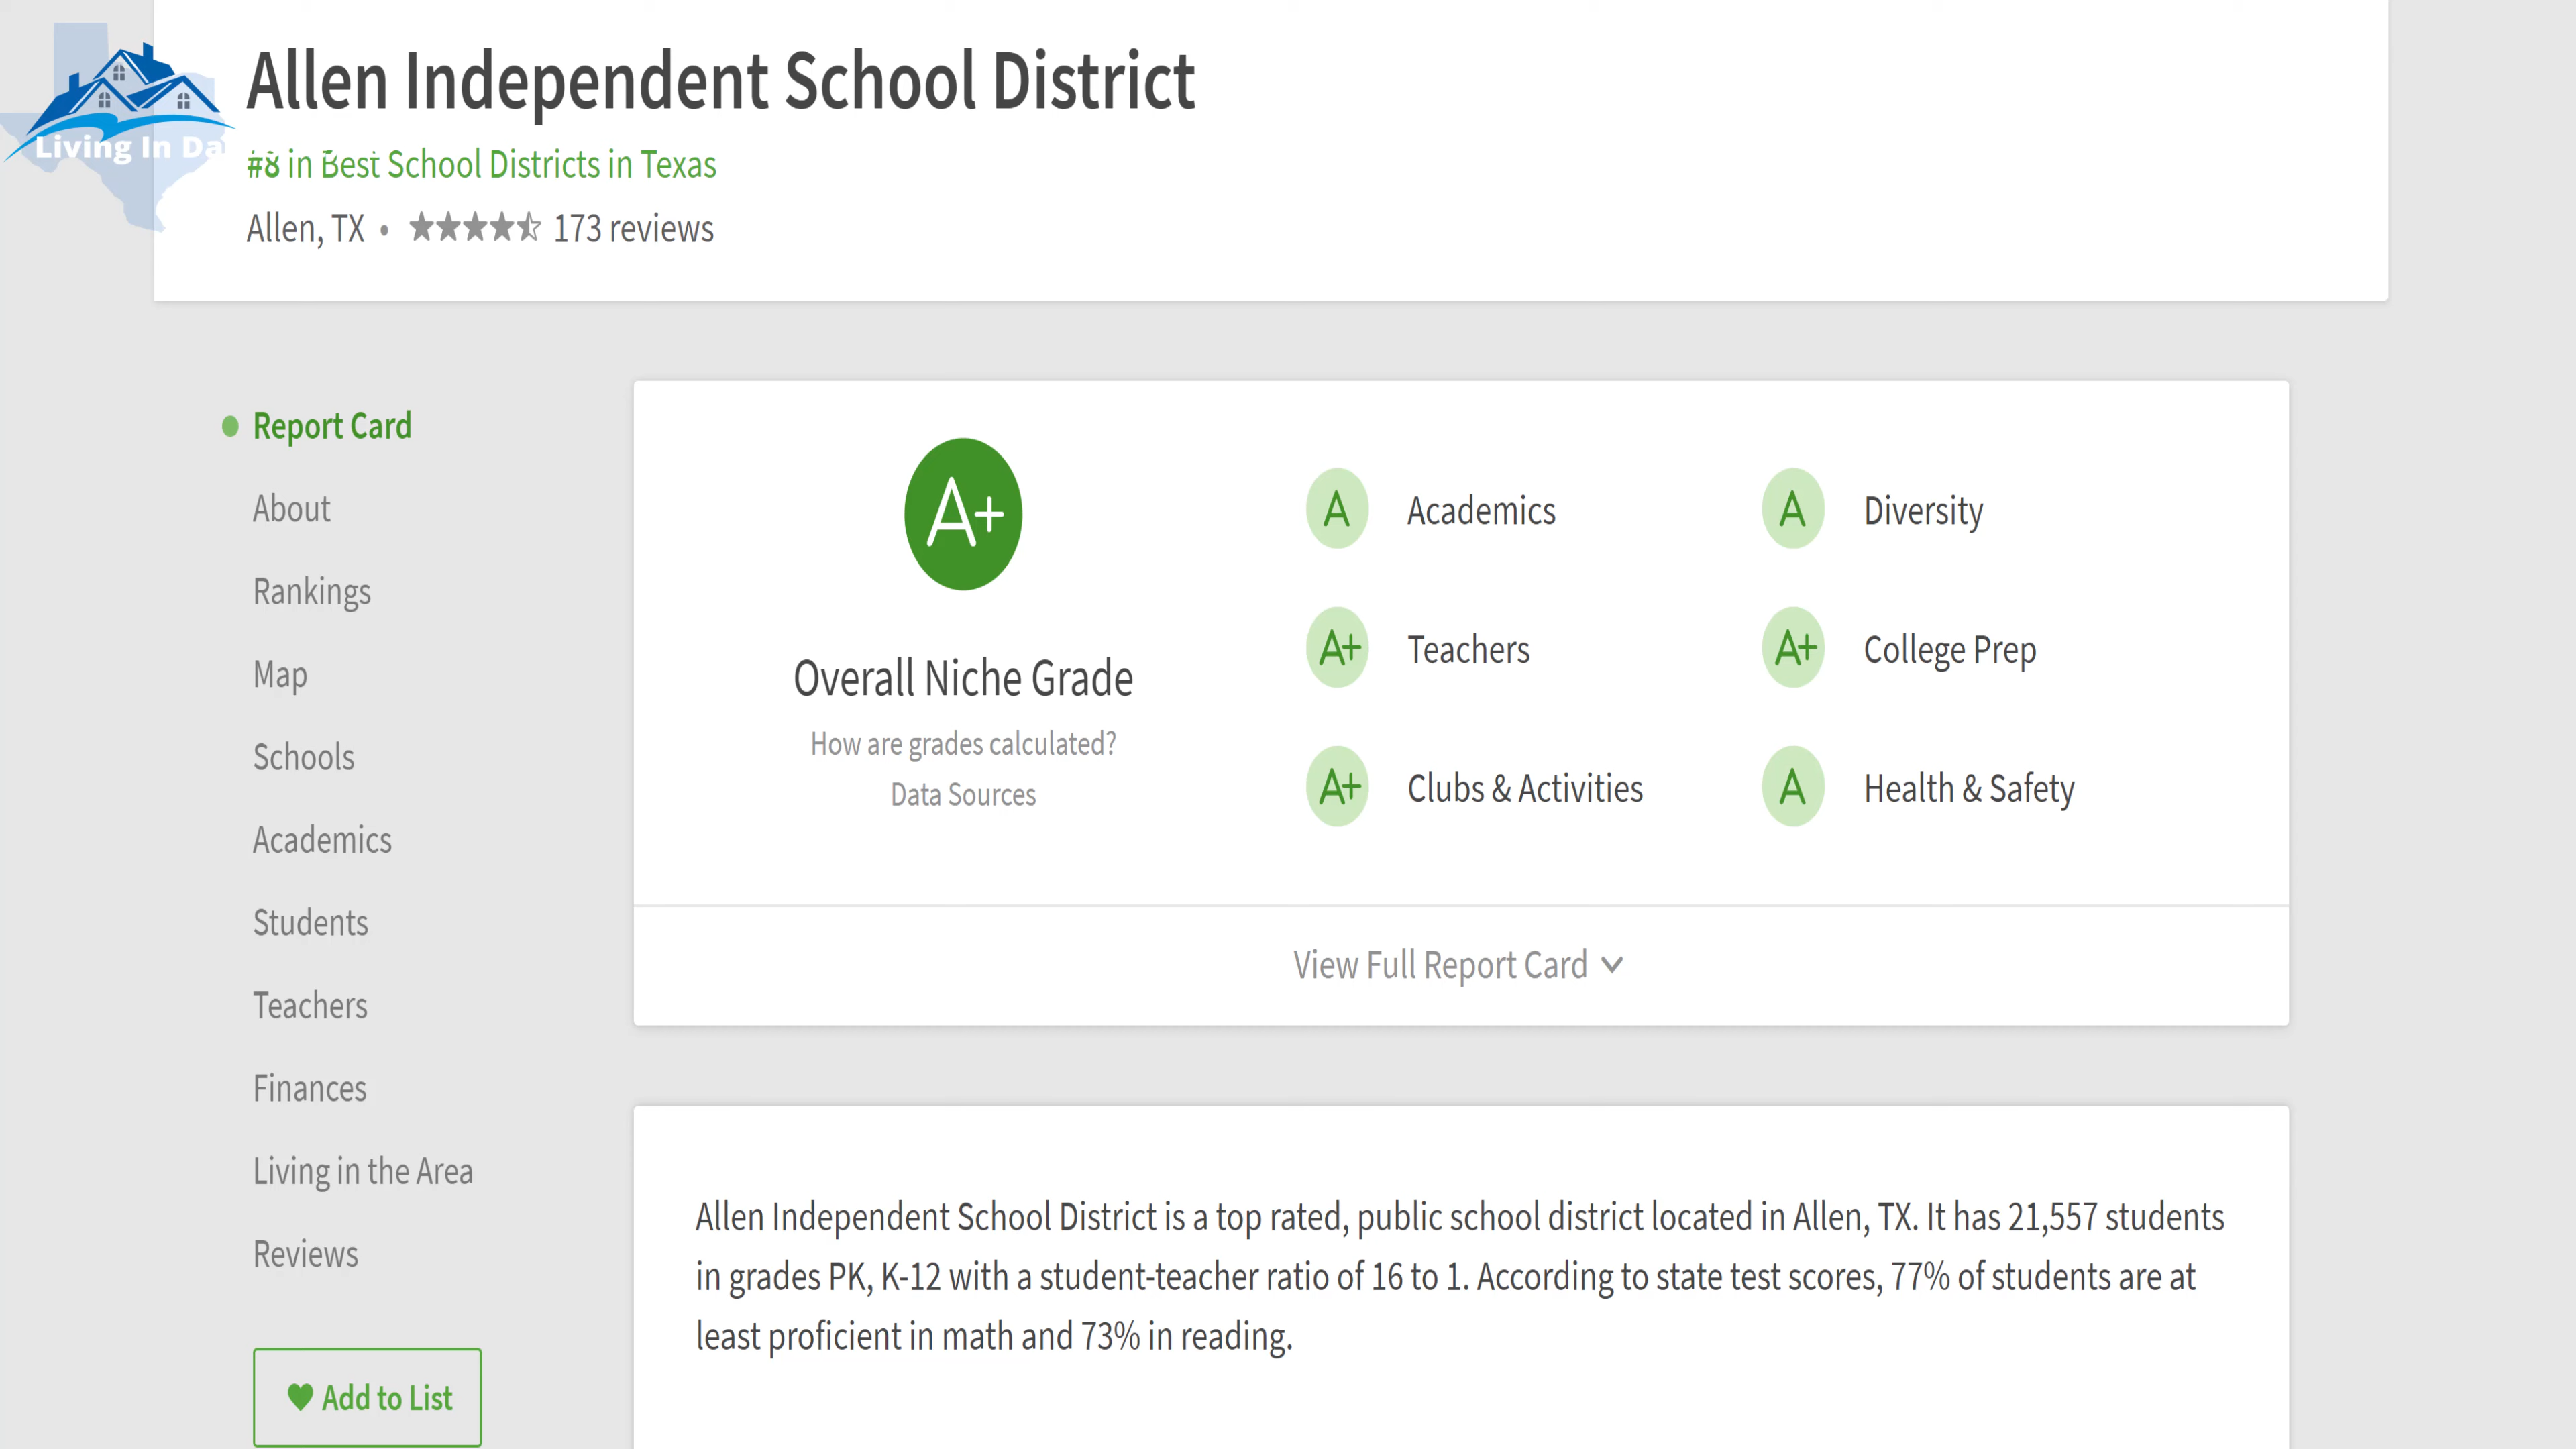 Allen Independent School District
Living In Da
#8 in Best School Districts in Texas
Allen, TX • 173 reviews
Report Card
About
Rankings
Map
Schools
Academics
Students
Teachers
Finances
Living in the Area
Reviews
Add to List
A+
Overall Niche Grade
How are grades calculated?
Data Sources
A Academics
A Diversity
A+ Teachers
A+ College Prep
A+ Clubs & Activities
A Health & Safety
View Full Report Card
Allen Independent School District is a top rated, public school district located in Allen, TX. It has 21,557 students
in grades PK, K-12 with a student-teacher ratio of 16 to 1. According to state test scores, 77% of students are at
least proficient in math and 73% in reading.